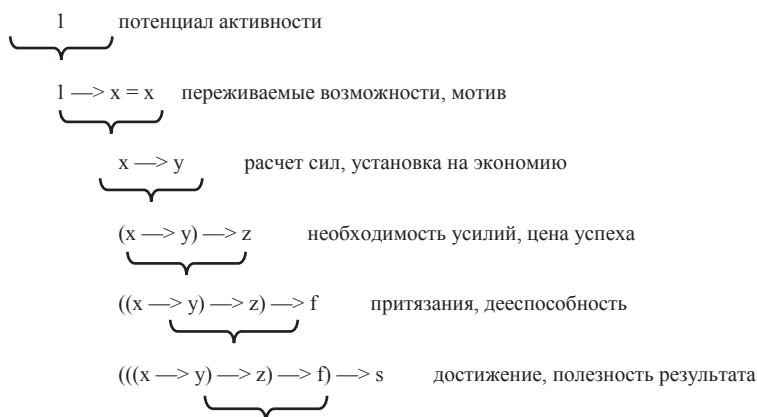 1 потенциал активности
1 —> x = x переживаемые возможности, мотив
x —> y расчет сил, установка на экономию
(x —> y) —> z необходимость усилий, цена успеха
((x —> y) —> z) —> f притязания, дееспособность
(((x —> y) —> z) —> f) —> s достижение, полезность результата